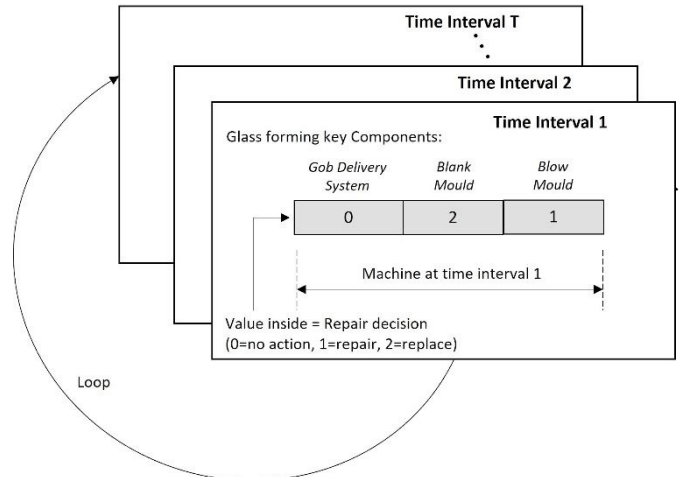 Time Interval T
Time Interval 2
Time Interval 1
Glass forming key Components:
Gob Delivery System
Blank Mould
Blow Mould
0 2 1
Machine at time interval 1
Value inside = Repair decision
(0=no action, 1=repair, 2=replace)
Loop